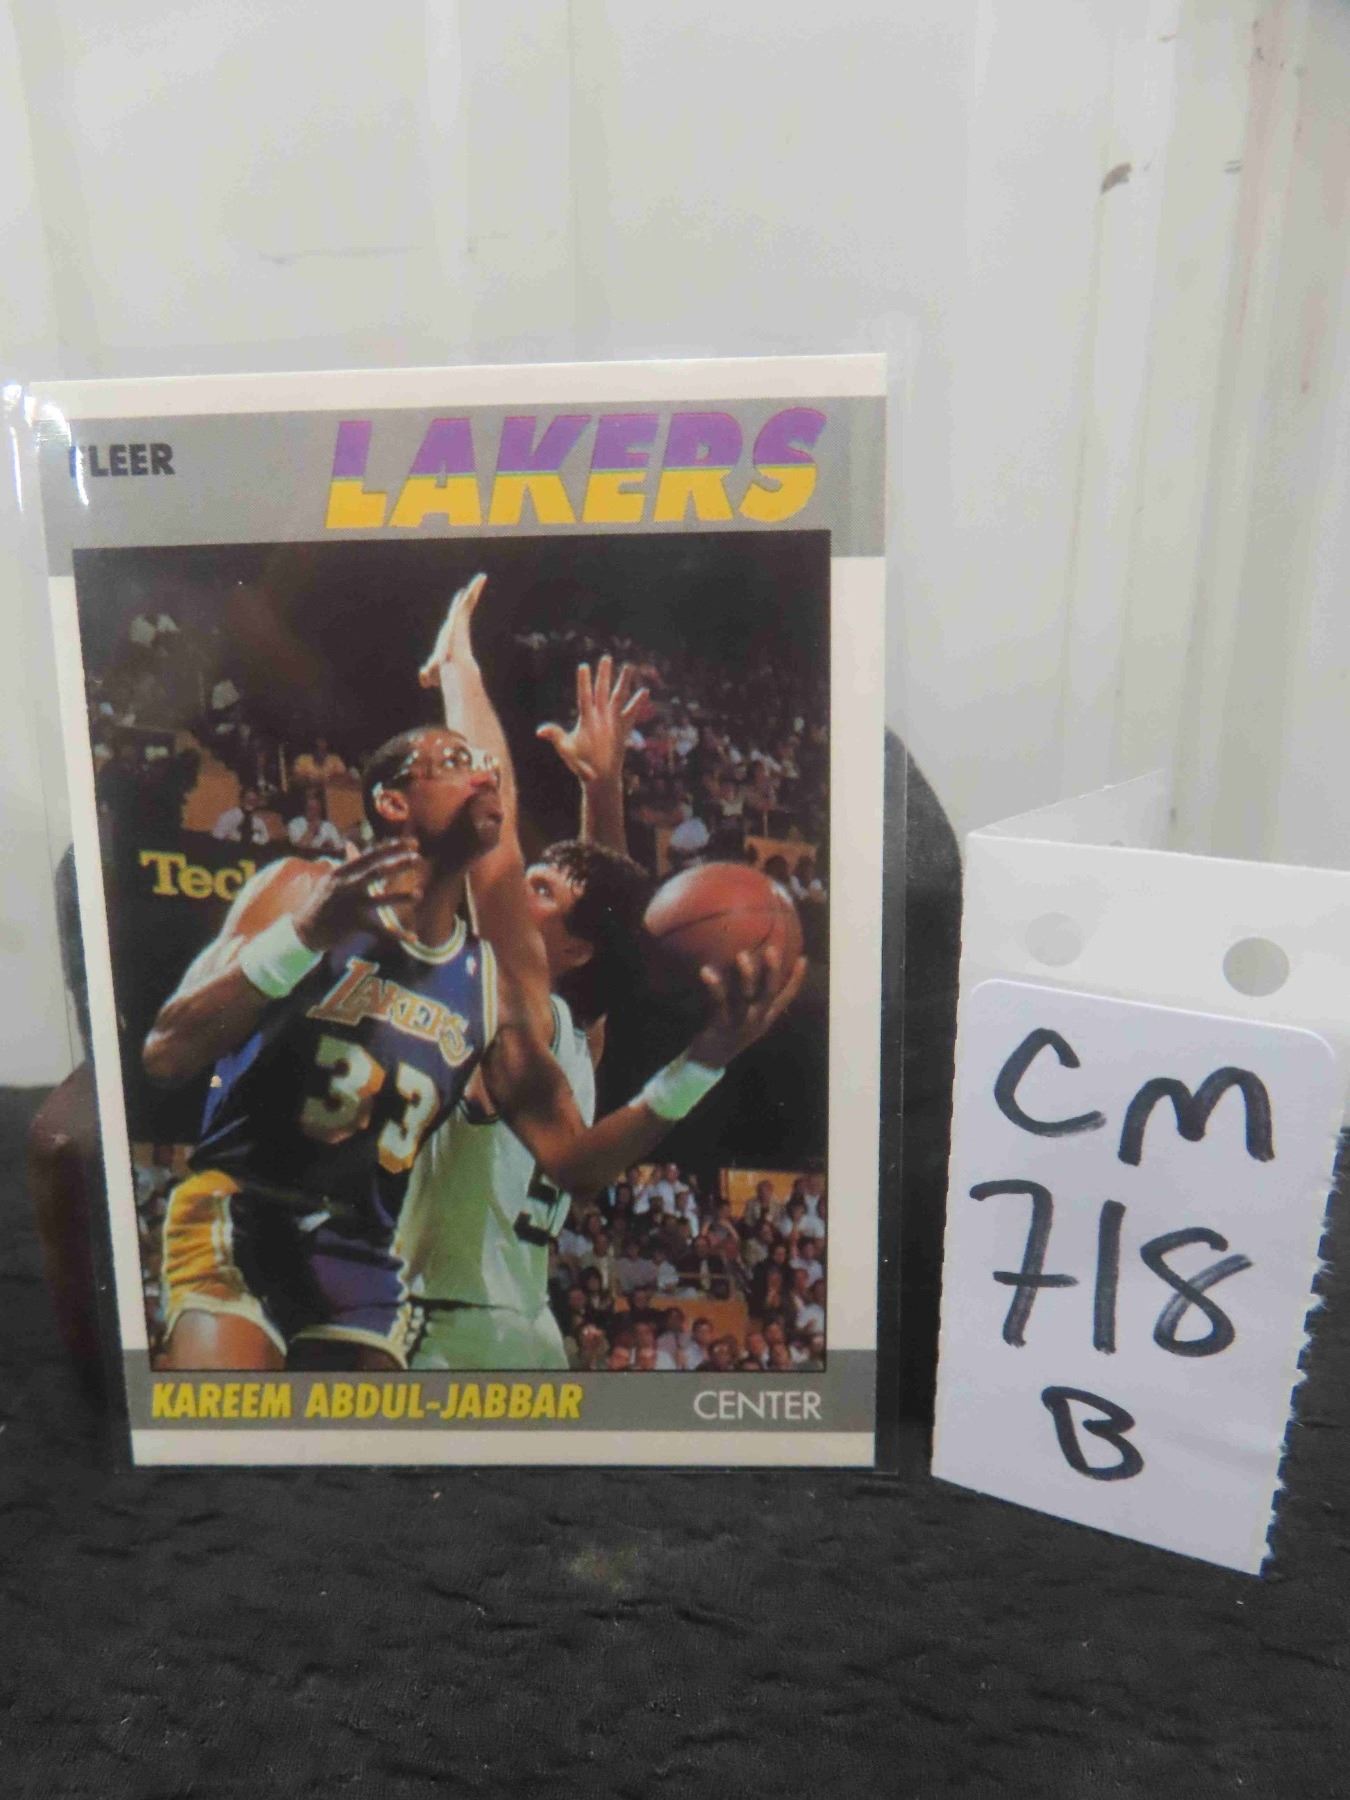 FLEER
LAKERS
Tec
LAKERS
33
KAREEM ABDUL-JABBAR
CENTER
CM
718
B